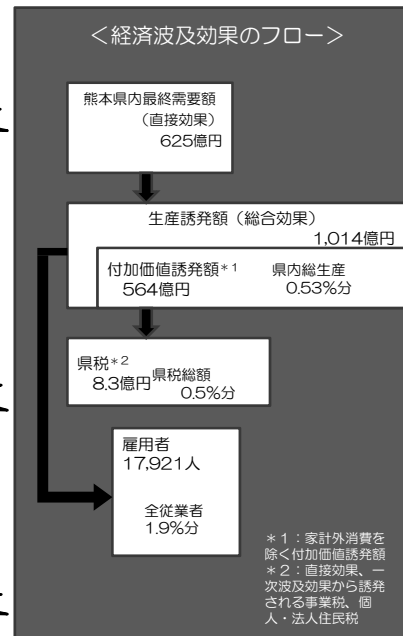 <経済波及効果のフロー>
熊本県内最終需要額
(直接効果)
625億円
生産誘発額(総合効果)
1,014億円
付加価値誘発額*1 県内総生産
564億円 0.53%分
県税*2
8.3億円 県税総額
0.5%分
雇用者
17,921人
全従業者
1.9%分
*1:家計外消費を
除く付加価値誘発額
*2:直接効果、一
次波及効果から誘発
される事業税、個
人・法人住民税